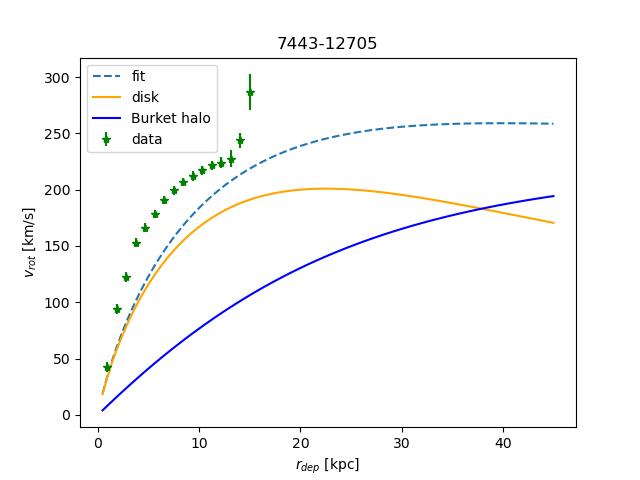 7443-12705
fit
disk
Burket halo
data
300
250
200
150
100
50
0
v_rot [km/s]
0 10 20 30 40
r_dep [kpc]